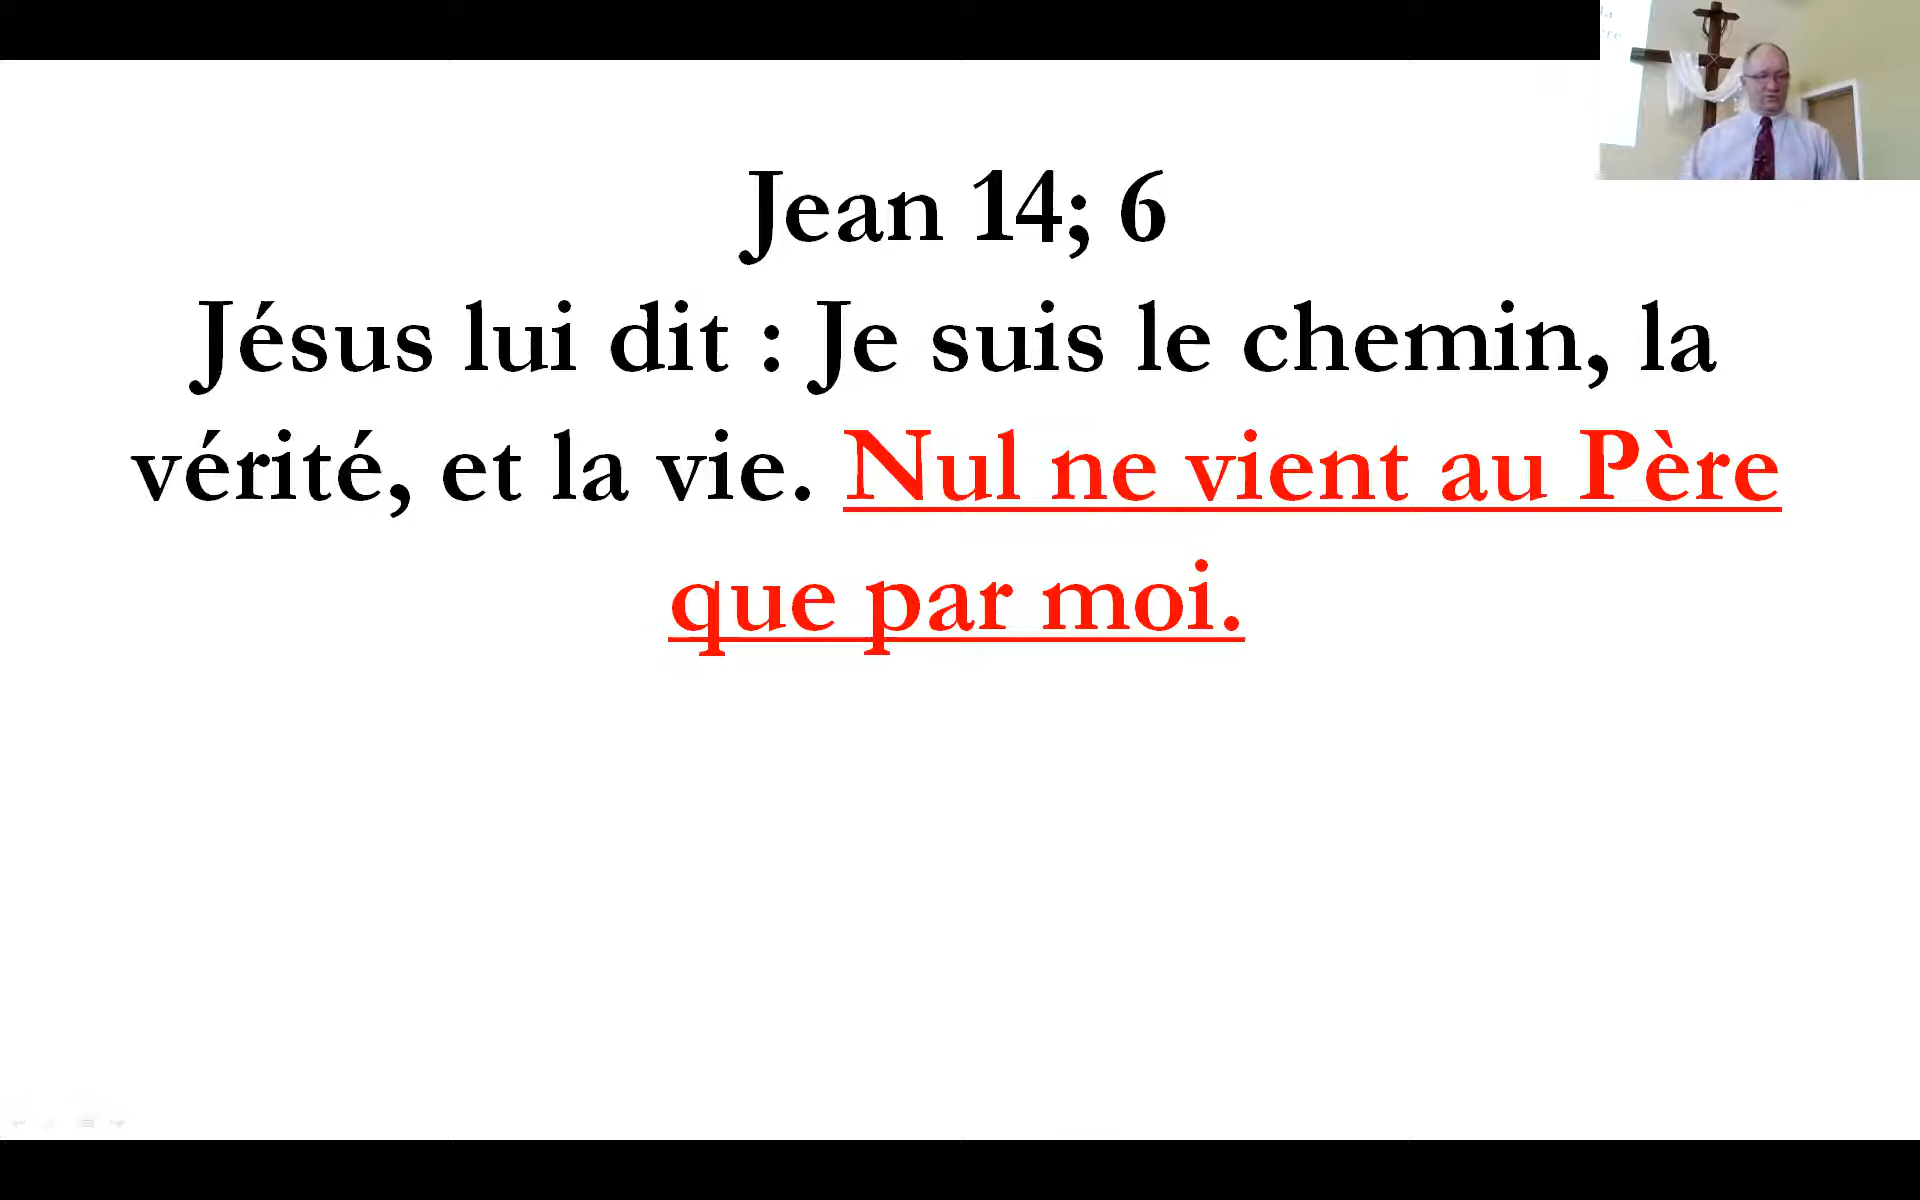 Jean 14; 6
Jésus lui dit : Je suis le chemin, la
vérité, et la vie. Nul ne vient au Père
que par moi.